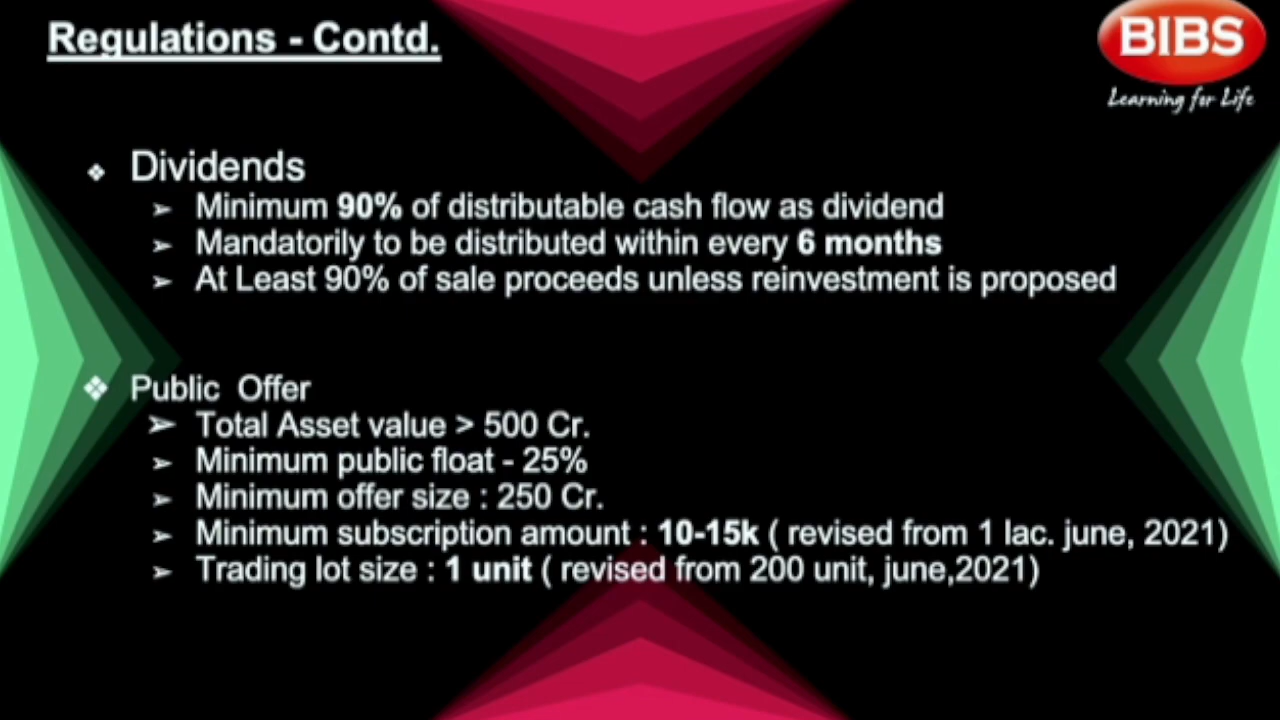 Regulations - Contd.
BIBS
Learning for Life
❖ Dividends
➢ Minimum 90% of distributable cash flow as dividend
➢ Mandatorily to be distributed within every 6 months
➢ At Least 90% of sale proceeds unless reinvestment is proposed
❖ Public Offer
➢ Total Asset value > 500 Cr.
➢ Minimum public float - 25%
➢ Minimum offer size : 250 Cr.
➢ Minimum subscription amount : 10-15k ( revised from 1 lac. june, 2021)
➢ Trading lot size : 1 unit ( revised from 200 unit, june,2021)